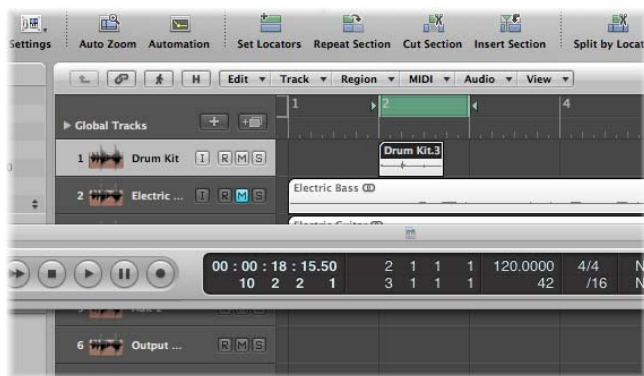 Settings Auto Zoom Automation Set Locators Repeat Section Cut Section Insert Section Split by Locat
H Edit Track Region MIDI Audio View
1 2 4
Global Tracks
1 Drum Kit I R M S
Drum Kit.3
2 Electric ... I R M S
Electric Bass
Electric Guitar
00 : 00 : 18 : 15.50 2 1 1 1 120.0000 4/4 N
10 2 2 1 3 1 1 1 42 /16 N
6 Output ... R M S